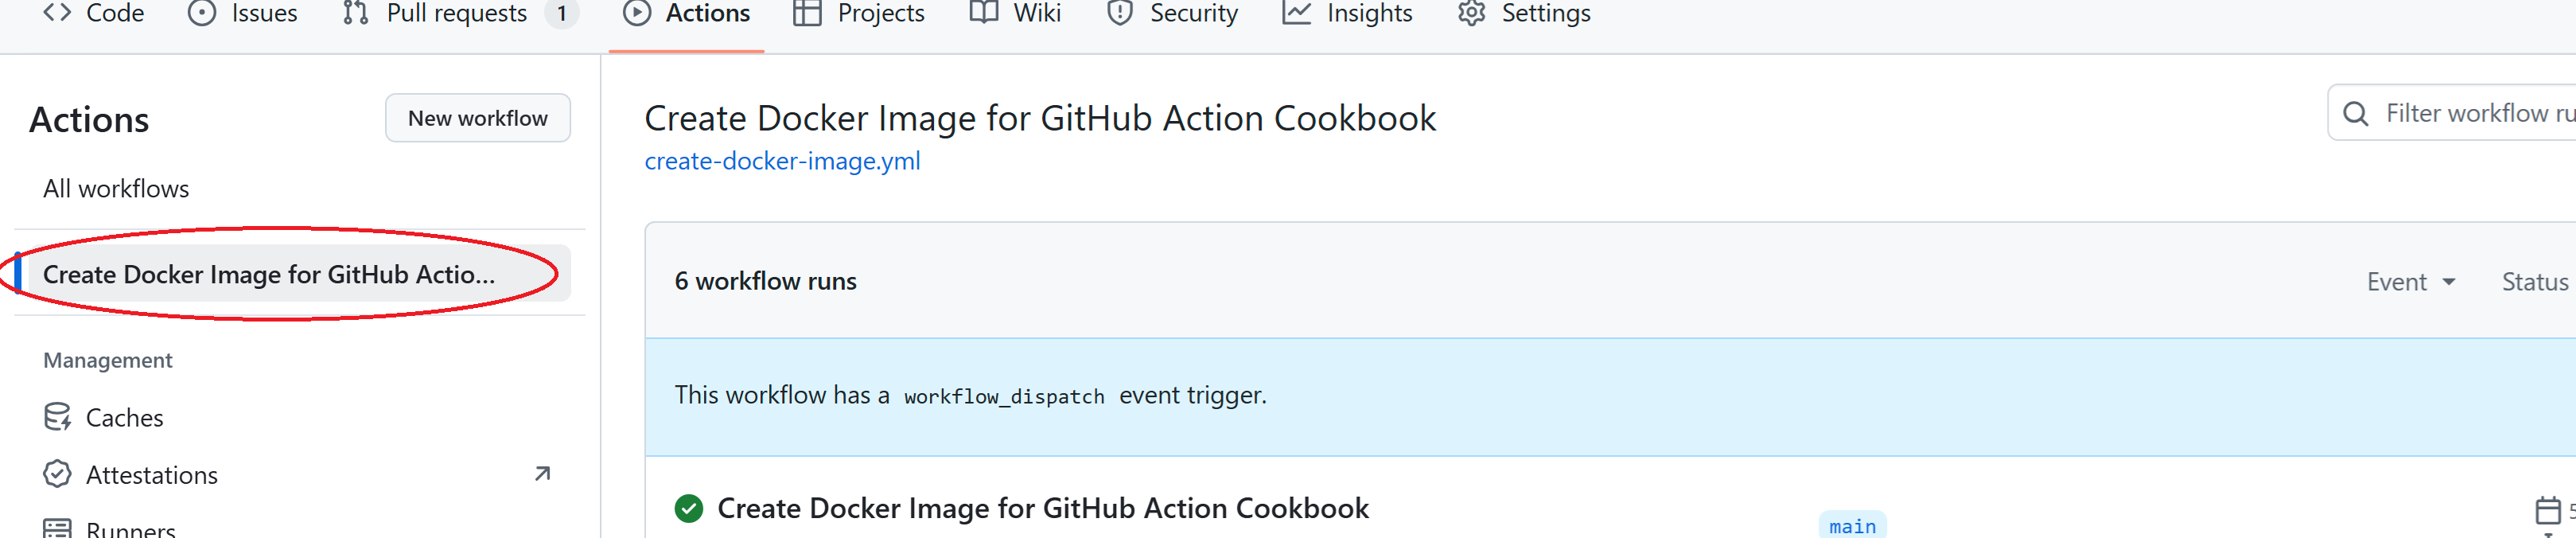 Code Issues Pull requests 1 Actions Projects Wiki Security Insights Settings
Actions
New workflow
All workflows
Create Docker Image for GitHub Actio...
Management
Caches
Attestations
Runners
Create Docker Image for GitHub Action Cookbook
create-docker-image.yml
Filter workflow ru
6 workflow runs
Event
Status
This workflow has a workflow_dispatch event trigger.
Create Docker Image for GitHub Action Cookbook
main